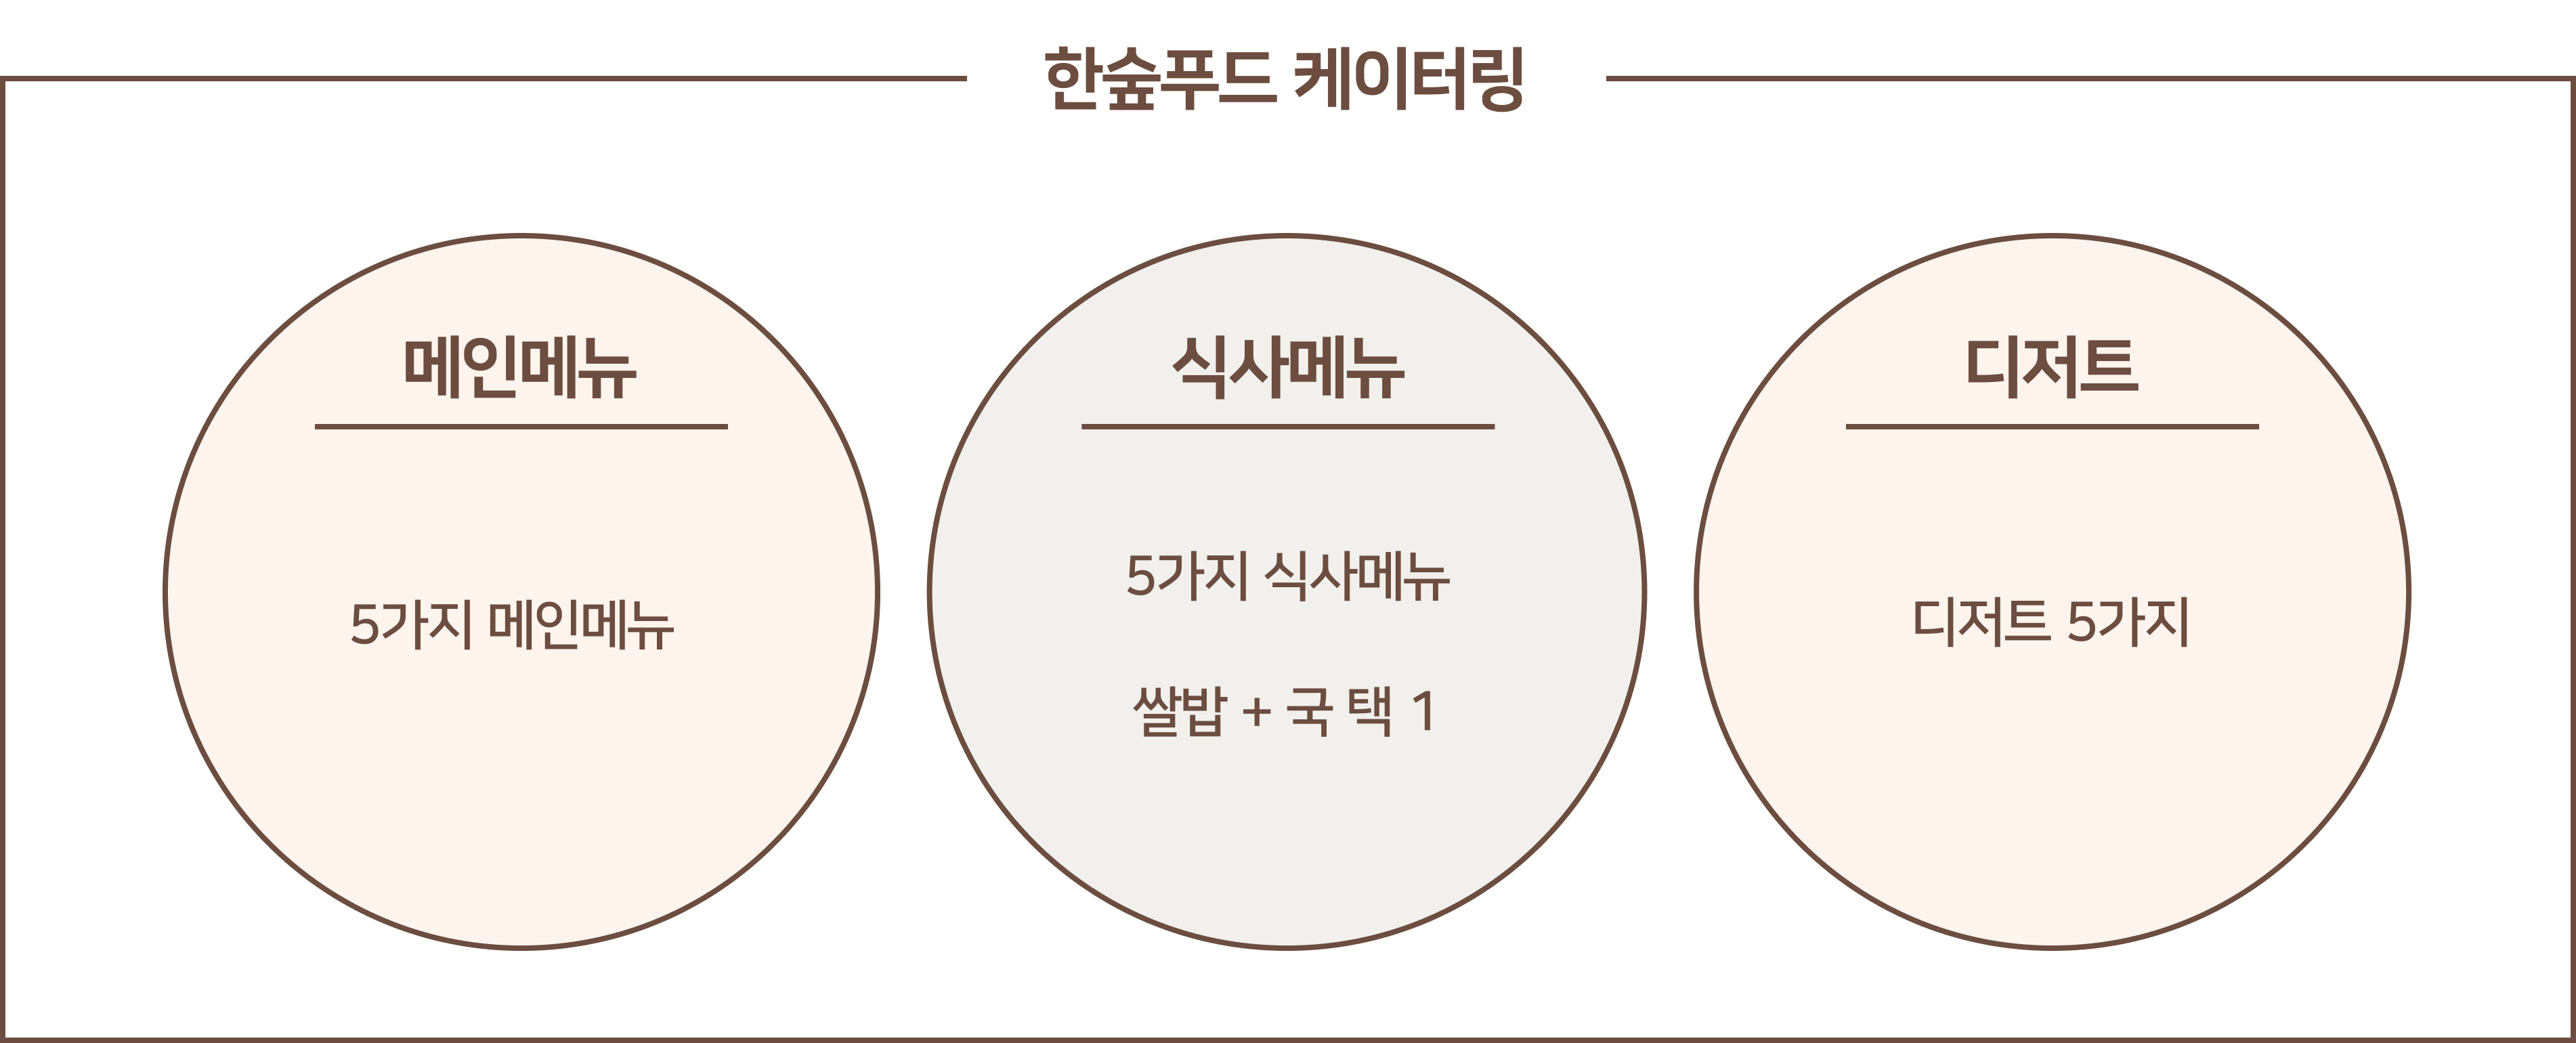 한숲푸드 케이터링
메인메뉴
5가지 메인메뉴
식사메뉴
5가지 식사메뉴
쌀밥 + 국 택 1
디저트
디저트 5가지